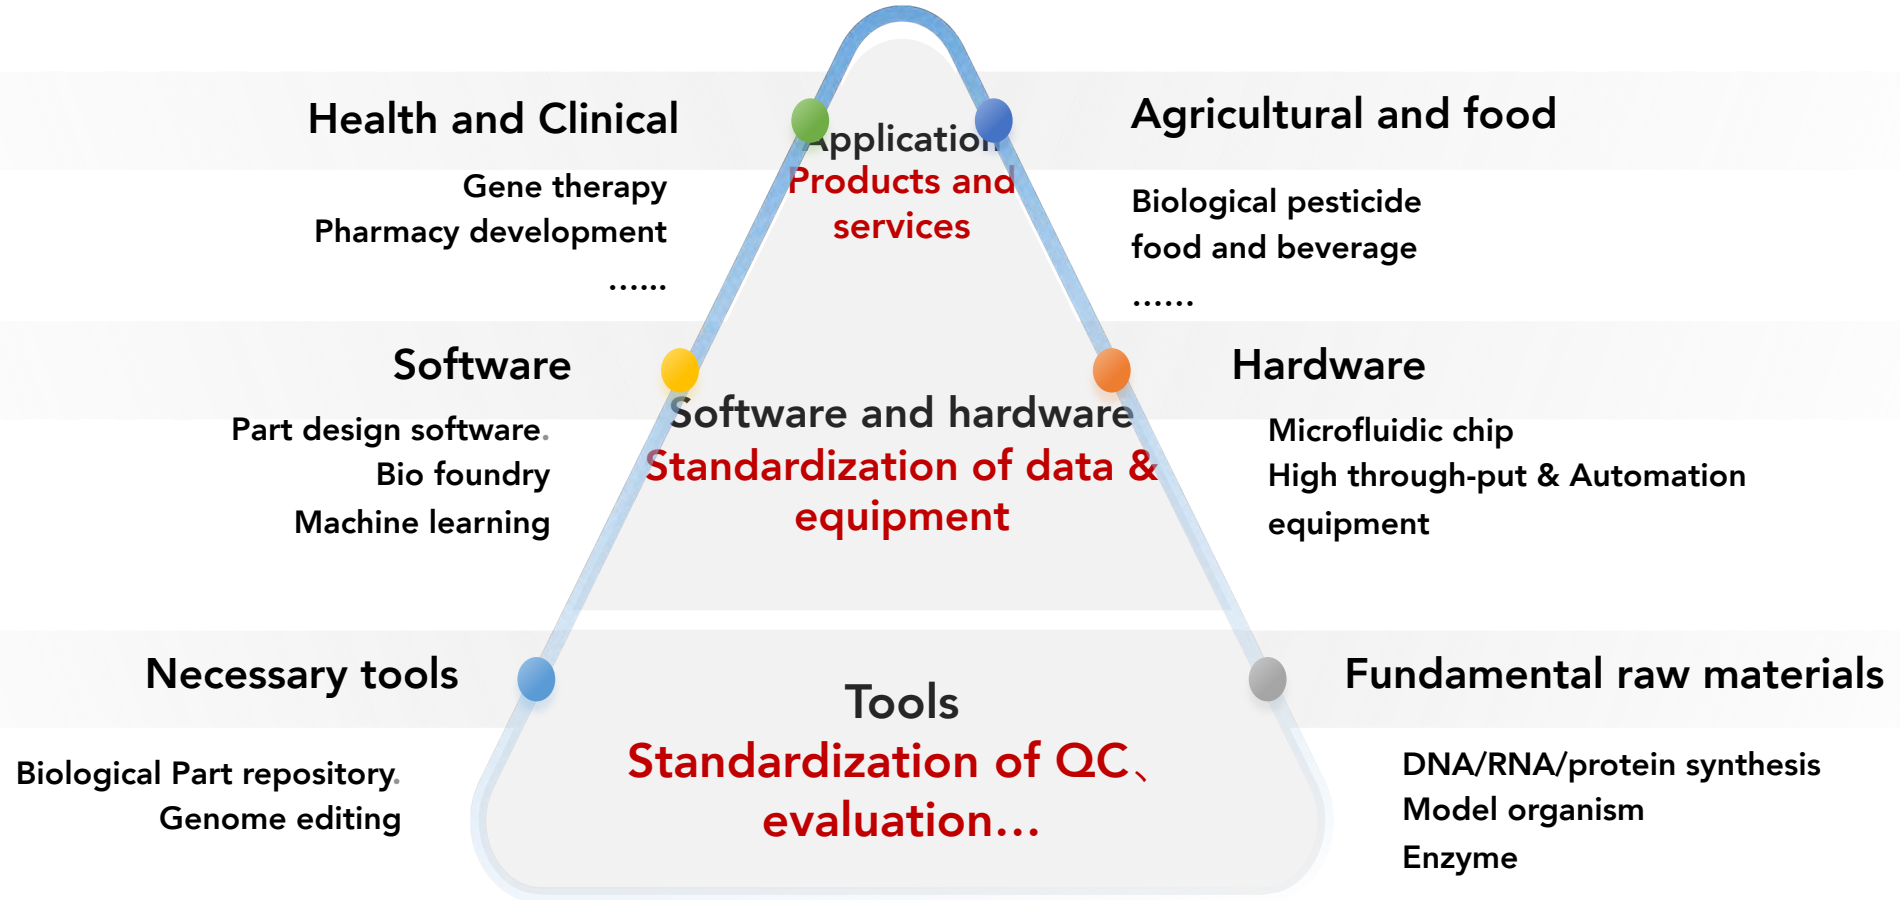 Health and Clinical
Gene therapy
Pharmacy development
…...
Application
Products and
services
Agricultural and food
Biological pesticide
food and beverage
……
Software
Part design software.
Bio foundry
Machine learning
Software and hardware
Standardization of data &
equipment
Hardware
Microfluidic chip
High through-put & Automation
equipment
Necessary tools
Biological Part repository.
Genome editing
Tools
Standardization of QC、
evaluation…
Fundamental raw materials
DNA/RNA/protein synthesis
Model organism
Enzyme